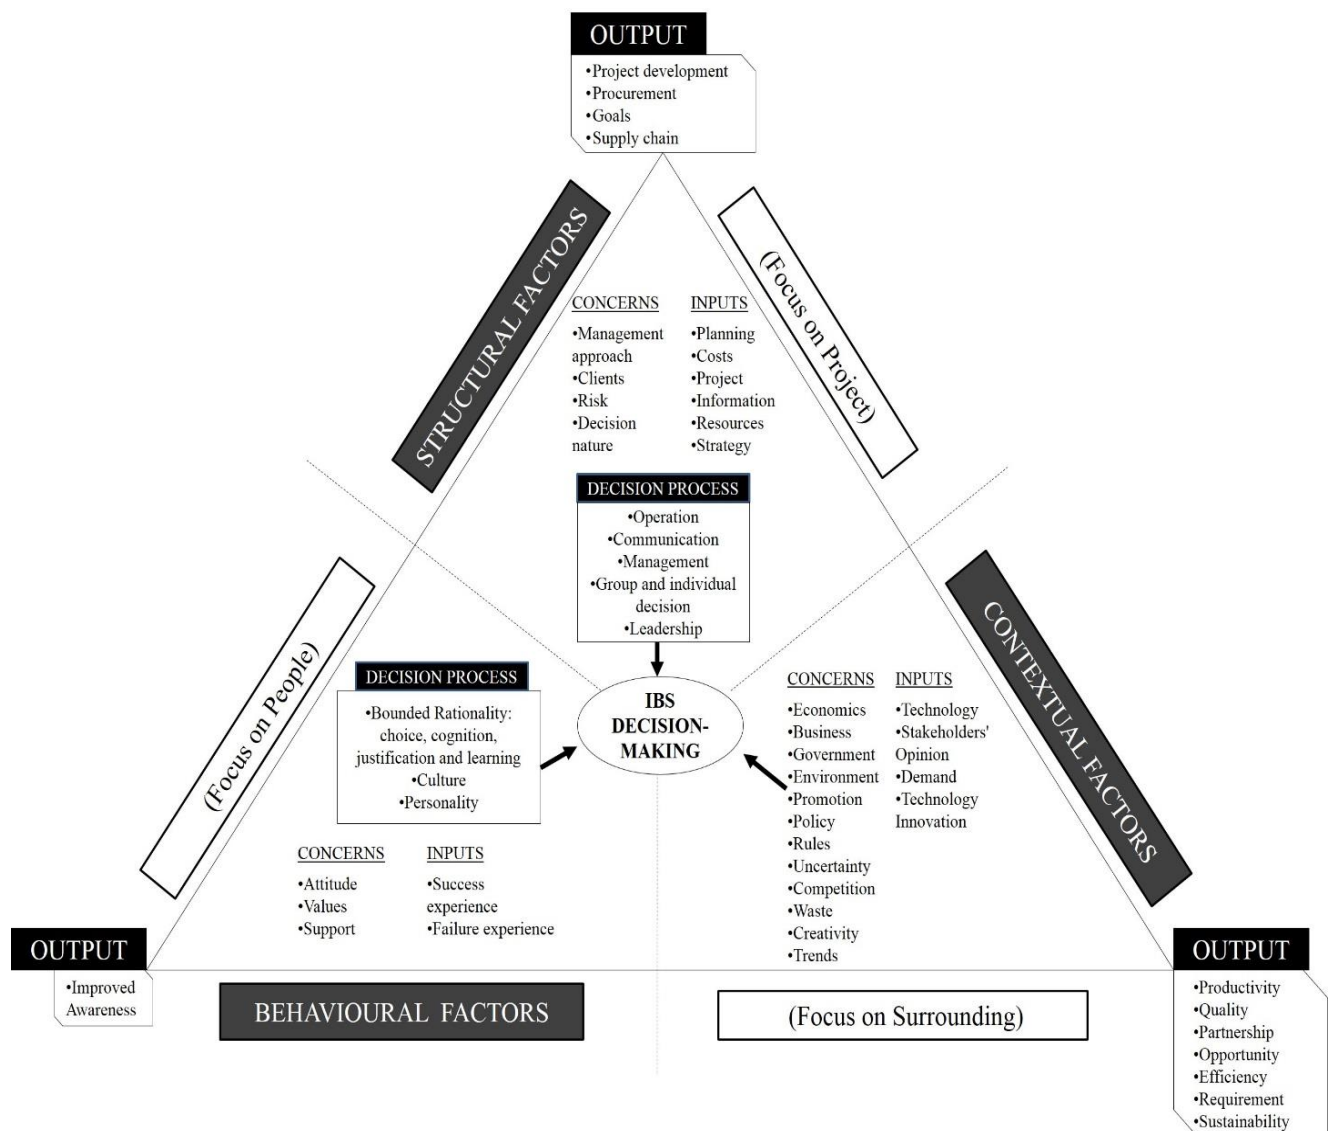 OUTPUT
•Project development
•Procurement
•Goals
•Supply chain
STRUCTURAL FACTORS
(Focus on Project)
CONCERNS
•Management
approach
•Clients
•Risk
•Decision
nature
INPUTS
•Planning
•Costs
•Project
•Information
•Resources
•Strategy
DECISION PROCESS
•Operation
•Communication
•Management
•Group and individual
decision
•Leadership
(Focus on People)
DECISION PROCESS
•Bounded Rationality:
choice, cognition,
justification and learning
•Culture
•Personality
IBS
DECISION-
MAKING
CONCERNS
•Attitude
•Values
•Support
INPUTS
•Success
experience
•Failure experience
CONCERNS
•Economics
•Business
•Government
•Environment
•Promotion
•Policy
•Rules
•Uncertainty
•Competition
•Waste
•Creativity
•Trends
INPUTS
•Technology
•Stakeholders'
Opinion
•Demand
•Technology
Innovation
CONTEXTUAL FACTORS
OUTPUT
•Improved
Awareness
BEHAVIOURAL FACTORS
(Focus on Surrounding)
OUTPUT
•Productivity
•Quality
•Partnership
•Opportunity
•Efficiency
•Requirement
•Sustainability